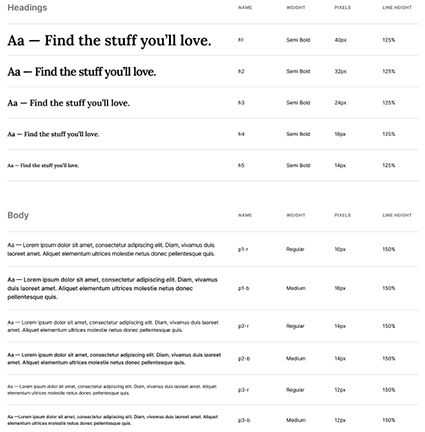 Headings NAME WEIGHT PIXELS LINE HEIGHT
Aa — Find the stuff you'll love. h1 Semi Bold 40px 125%
Aa — Find the stuff you'll love. h2 Semi Bold 32px 125%
Aa — Find the stuff you'll love. h3 Semi Bold 24px 125%
Aa — Find the stuff you'll love. h4 Semi Bold 19px 125%
Aa — Find the stuff you'll love. h5 Semi Bold 14px 125%
Body NAME WEIGHT PIXELS LINE HEIGHT
Aa — Lorem ipsum dolor sit amet, consectetur adipiscing elit. Diam, vivamus duis
laoreet amet. Aliquet elementum ultrices molestie netus donec pellentesque quis. p1-r Regular 16px 150%
Aa — Lorem ipsum dolor sit amet, consectetur adipiscing elit. Diam, vivamus
duis laoreet amet. Aliquet elementum ultrices molestie netus donec
pellentesque quis. p1-b Medium 16px 150%
Aa — Lorem ipsum dolor sit amet, consectetur adipiscing elit. Diam, vivamus duis laoreet
amet. Aliquet elementum ultrices molestie netus donec pellentesque quis. p2-r Regular 14px 150%
Aa — Lorem ipsum dolor sit amet, consectetur adipiscing elit. Diam, vivamus duis laoreet
amet. Aliquet elementum ultrices molestie netus donec pellentesque quis. p2-b Medium 14px 150%
Aa — Lorem ipsum dolor sit amet, consectetur adipiscing elit. Diam, vivamus duis laoreet amet. Aliquet
elementum ultrices molestie netus donec pellentesque quis. p3-r Regular 12px 150%
Aa —Lorem ipsum dolor sit amet, consectetur adipiscing elit. Diam, vivamus duis laoreet amet. Aliquet
elementum ultrices molestie netus donec pellentesque quis. p3-b Medium 12px 150%